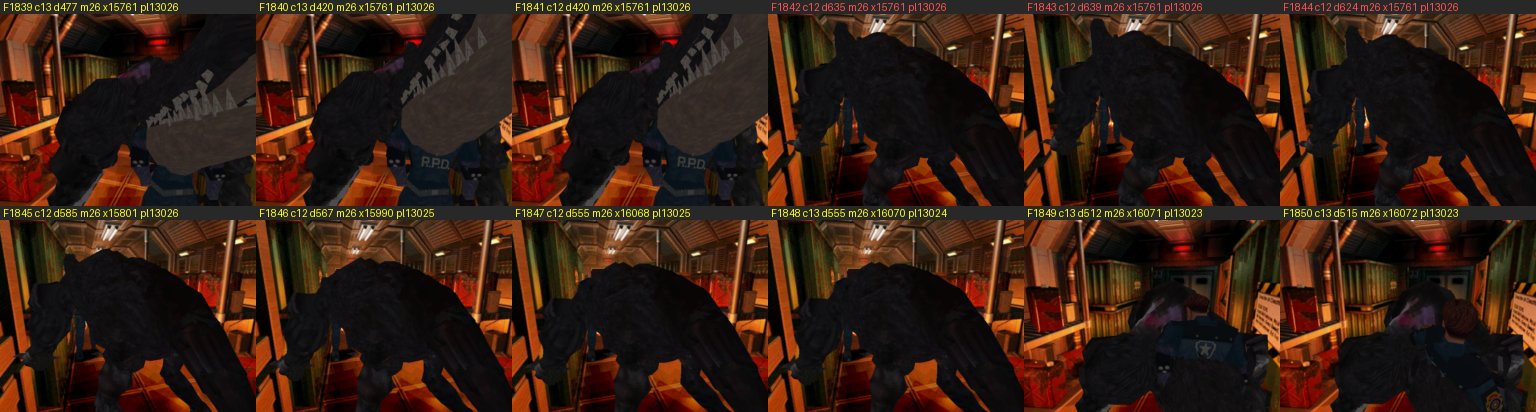 F1839 c13 d477 m26 x15761 pl13026
F1840 c13 d420 m26 x15761 pl13026
F1841 c12 d420 m26 x15761 pl13026
F1842 c12 d635 m26 x15761 pl13026
F1843 c12 d639 m26 x15761 pl13026
F1844 c12 d624 m26 x15761 pl13026
R.P.D.
R.P.D.
F1845 c12 d585 m26 x15801 pl13026
F1846 c12 d567 m26 x15990 pl13025
F1847 c12 d555 m26 x16068 pl13025
F1848 c13 d555 m26 x16070 pl13024
F1849 c13 d512 m26 x16071 pl13023
F1850 c13 d515 m26 x16072 pl13023